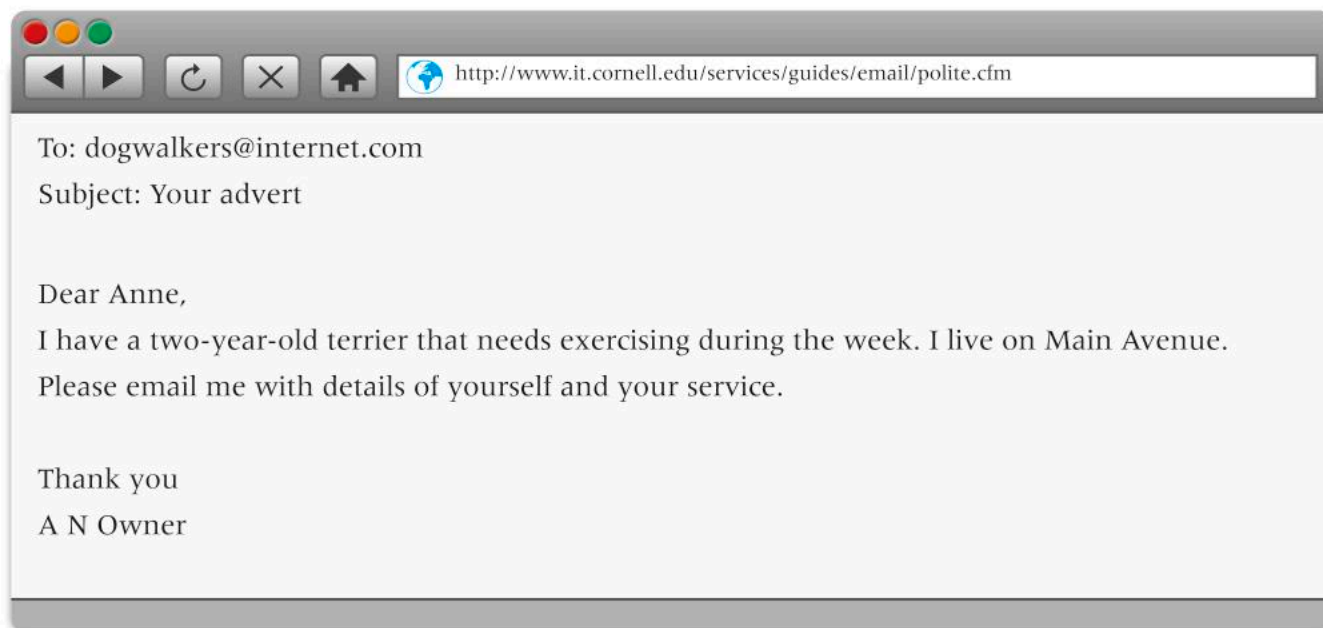 http://www.it.cornell.edu/services/guides/email/polite.cfm
To: dogwalkers@internet.com
Subject: Your advert
Dear Anne,
I have a two-year-old terrier that needs exercising during the week. I live on Main Avenue.
Please email me with details of yourself and your service.
Thank you
A N Owner